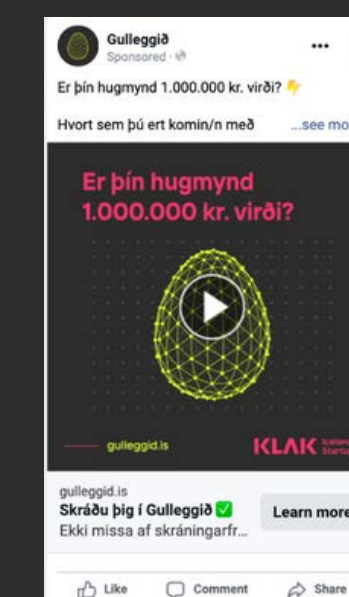 Gulleggið
Sponsored ·
Er þín hugmynd 1.000.000 kr. virði? ⚡
Hvort sem þú ert komin/n með ...see mo
Er þín hugmynd
1.000.000 kr. virði?
gulleggid.is
KLAK Iceland
Startup
gulleggid.is
Skráðu þig í Gulleggið ✅
Ekki missa af skráningarfr...
Learn more
Like Comment Share